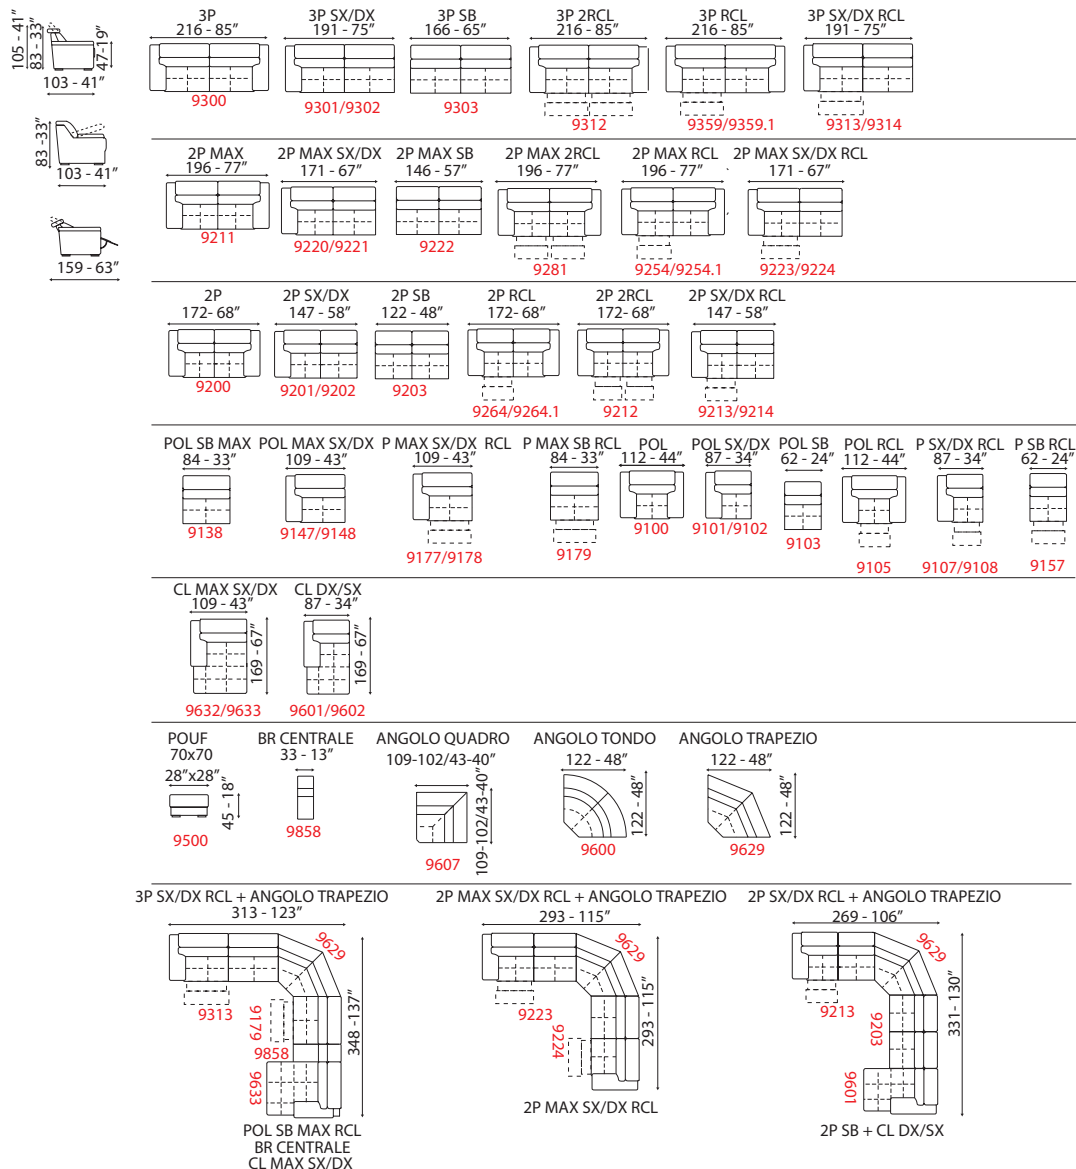 105 - 41”
83 - 33”
47-19”
103 - 41”
3P
216 - 85”
9300
3P SX/DX
191 - 75”
9301/9302
3P SB
166 - 65”
9303
3P 2RCL
216 - 85”
9312
3P RCL
216 - 85”
9359/9359.1
3P SX/DX RCL
191 - 75”
9313/9314
83 -33”
103 - 41”
159 - 63”
2P MAX
196 - 77”
9211
2P MAX SX/DX
171 - 67”
9220/9221
2P MAX SB
146 - 57”
9222
2P MAX 2RCL
196 - 77”
9281
2P MAX RCL
196 - 77”
9254/9254.1
2P MAX SX/DX RCL
171 - 67”
9223/9224
2P
172- 68”
9200
2P SX/DX
147 - 58”
9201/9202
2P SB
122 - 48”
9203
2P RCL
172- 68”
9264/9264.1
2P 2RCL
172- 68”
9212
2P SX/DX RCL
147 - 58”
9213/9214
POL SB MAX
84 - 33”
9138
POL MAX SX/DX
109 - 43”
9147/9148
P MAX SX/DX RCL
109 - 43”
9177/9178
P MAX SB RCL
84 - 33”
9179
POL
112 - 44”
9100
POL SX/DX
87 - 34”
9101/9102
POL SB
62 - 24”
9103
POL RCL
112 - 44”
9105
P SX/DX RCL
87 - 34”
9107/9108
P SB RCL
62 - 24”
9157
CL MAX SX/DX
109 - 43”
169 - 67”
9632/9633
CL DX/SX
87 - 34”
169 - 67”
9601/9602
POUF
70x70
28”x28”
45 - 18”
9500
BR CENTRALE
33 - 13”
9858
ANGOLO QUADRO
109-102/43-40”
109-102/43-40”
9607
ANGOLO TONDO
122 - 48”
122 - 48”
9600
ANGOLO TRAPEZIO
122 - 48”
122 - 48”
9629
3P SX/DX RCL + ANGOLO TRAPEZIO
313 - 123”
9629
9313
9179
9858
9633
348 -137”
POL SB MAX RCL
BR CENTRALE
CL MAX SX/DX
2P MAX SX/DX RCL + ANGOLO TRAPEZIO
293 - 115”
9629
9223
9224
293 - 115”
2P MAX SX/DX RCL
2P SX/DX RCL + ANGOLO TRAPEZIO
269 - 106”
9629
9213
9203
9601
331 - 130”
2P SB + CL DX/SX